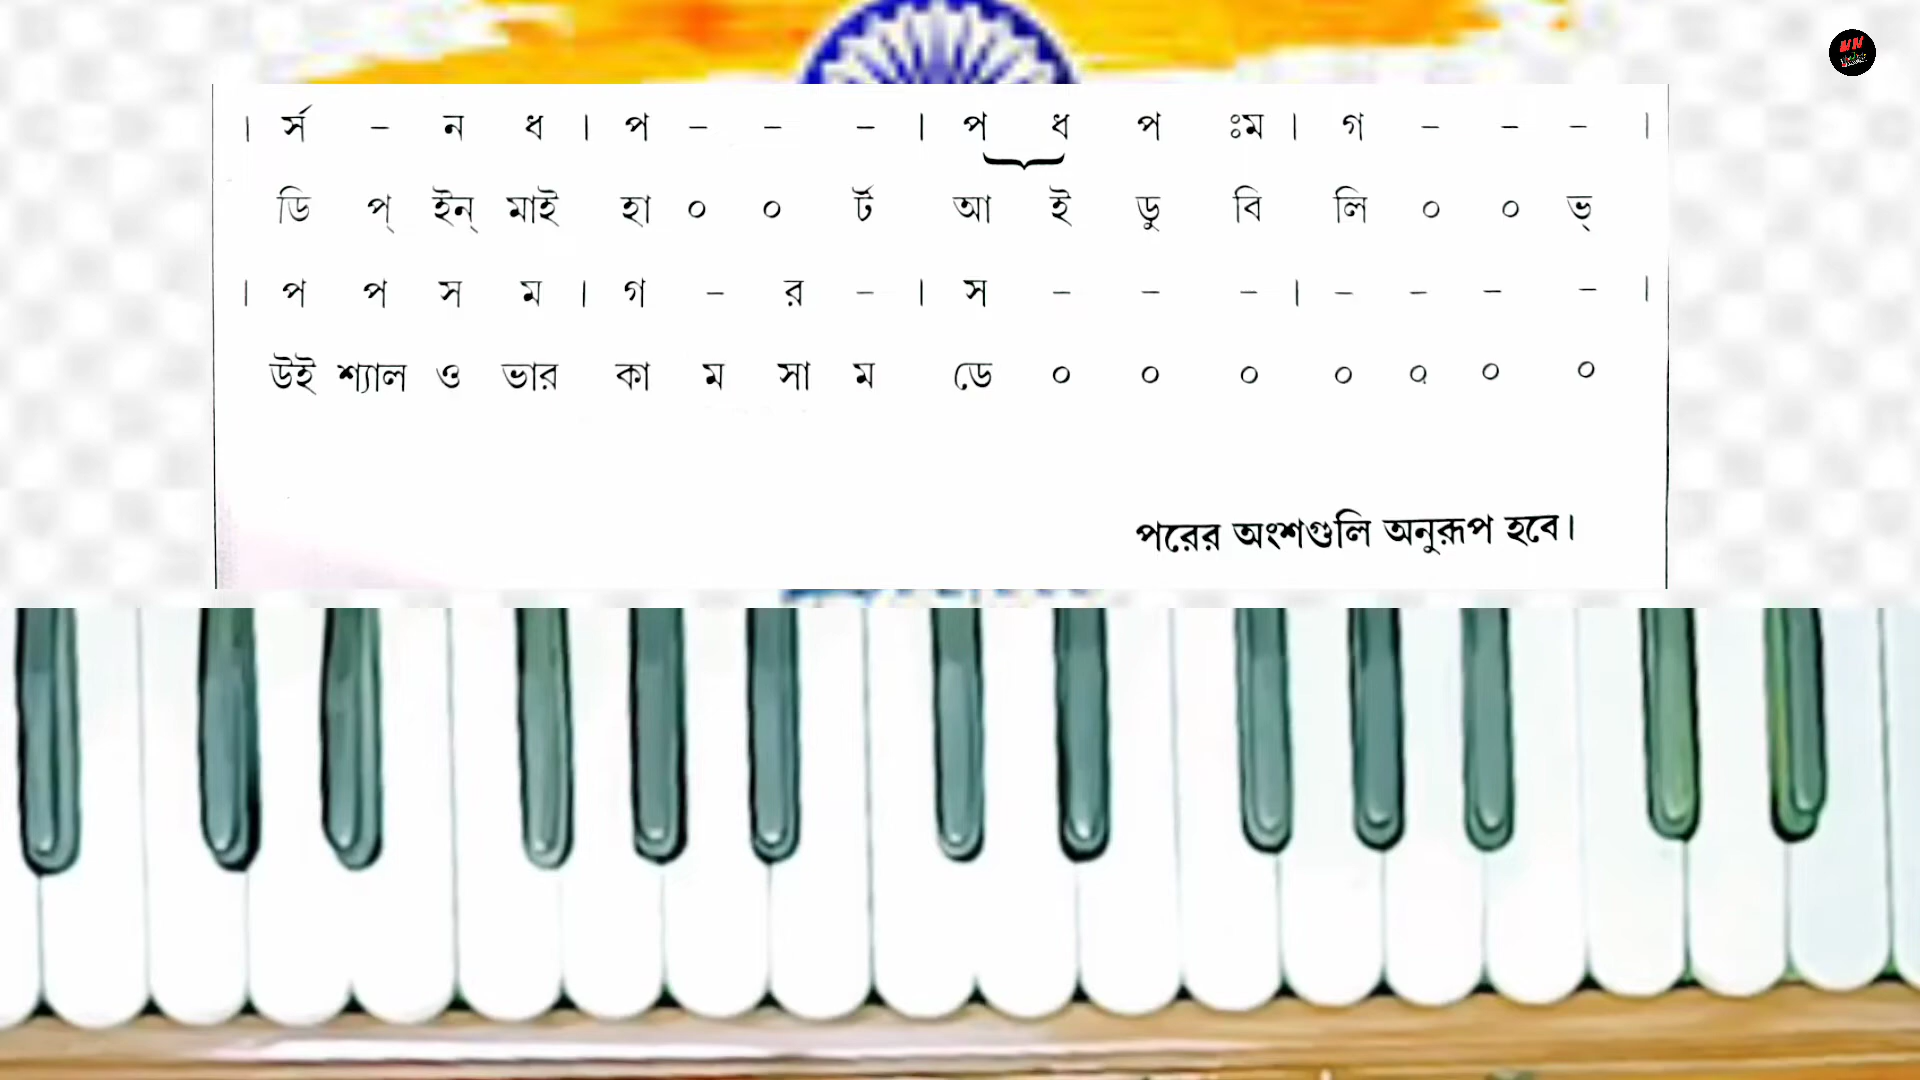 । র্স – ন ধ । প – – – । প ধ প ঃম । গ – – – ।
ডি প্ ইন্ মাই হা ০ ০ র্ট আ ই ডু বি লি ০ ০ ভ্
। প প স ম । গ – র – । স – – – । – – – – ।
উই শ্যাল ও ভার কা ম সা ম ডে ০ ০ ০ ০ ০ ০ ০
পরের অংশগুলি অনুরূপ হবে।